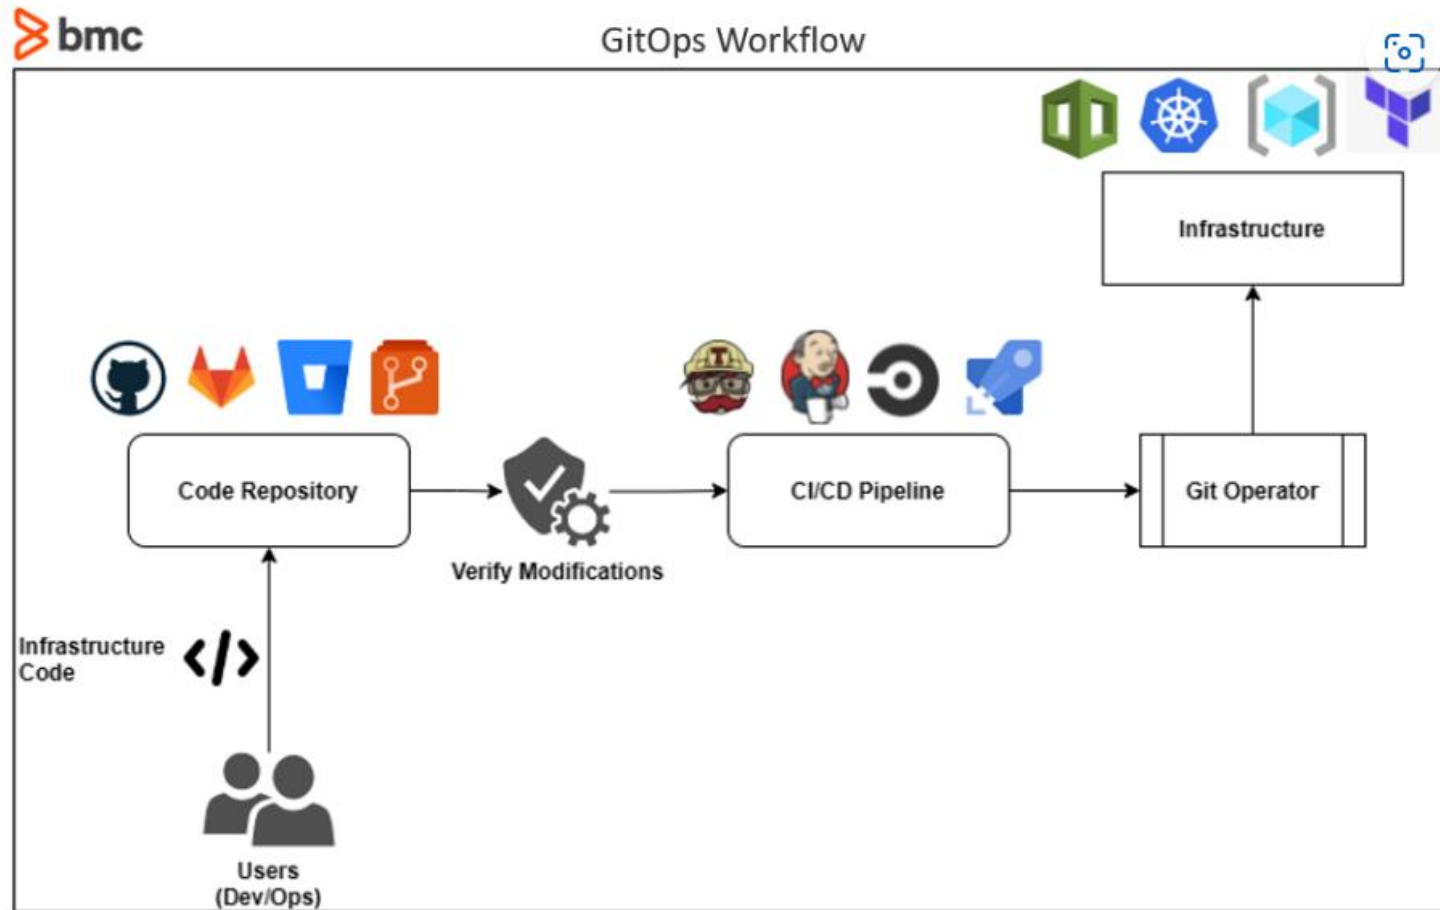 bmc
GitOps Workflow
Infrastructure
T
Code Repository
CI/CD Pipeline
Git Operator
Verify Modifications
Infrastructure
Code
</>
Users
(Dev/Ops)